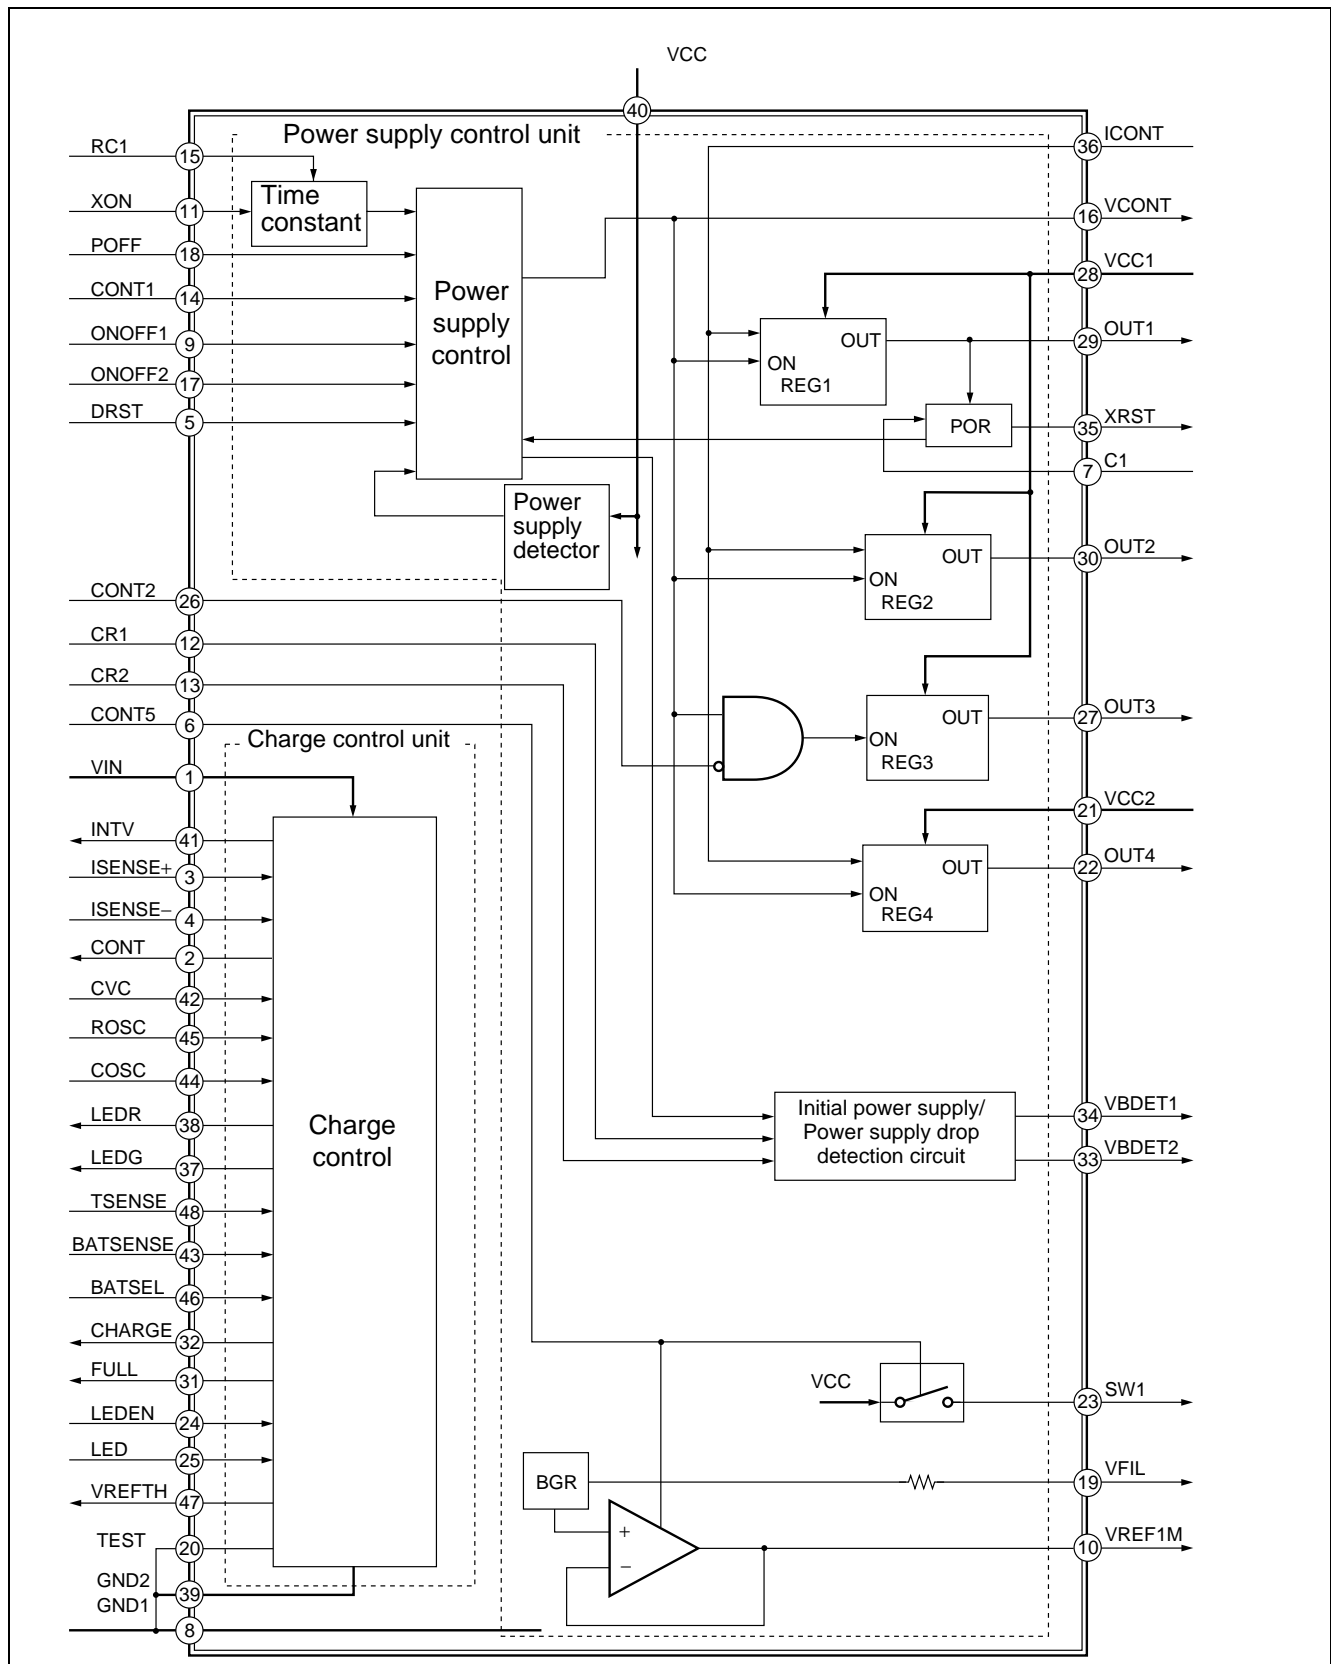 VCC
40
Power supply control unit
RC1
15
XON
11
POFF
18
CONT1
14
ONOFF1
9
ONOFF2
17
DRST
5
Time
constant
Power
supply
control
Power
supply
detector
ICONT
36
VCONT
16
VCC1
28
OUT
ON
REG1
OUT1
29
POR
XRST
35
C1
7
OUT
ON
REG2
OUT2
30
CONT2
26
CR1
12
CR2
13
CONT5
6
OUT
ON
REG3
OUT3
27
VCC2
21
OUT
ON
REG4
OUT4
22
Charge control unit
VIN
1
INTV
41
ISENSE+
3
ISENSE−
4
CONT
2
CVC
42
ROSC
45
COSC
44
LEDR
38
LEDG
37
TSENSE
48
BATSENSE
43
BATSEL
46
CHARGE
32
FULL
31
LEDEN
24
LED
25
VREFTH
47
TEST
20
GND2
39
GND1
8
Charge
control
Initial power supply/
Power supply drop
detection circuit
VBDET1
34
VBDET2
33
VCC
SW1
23
BGR
VFIL
19
+
−
VREF1M
10